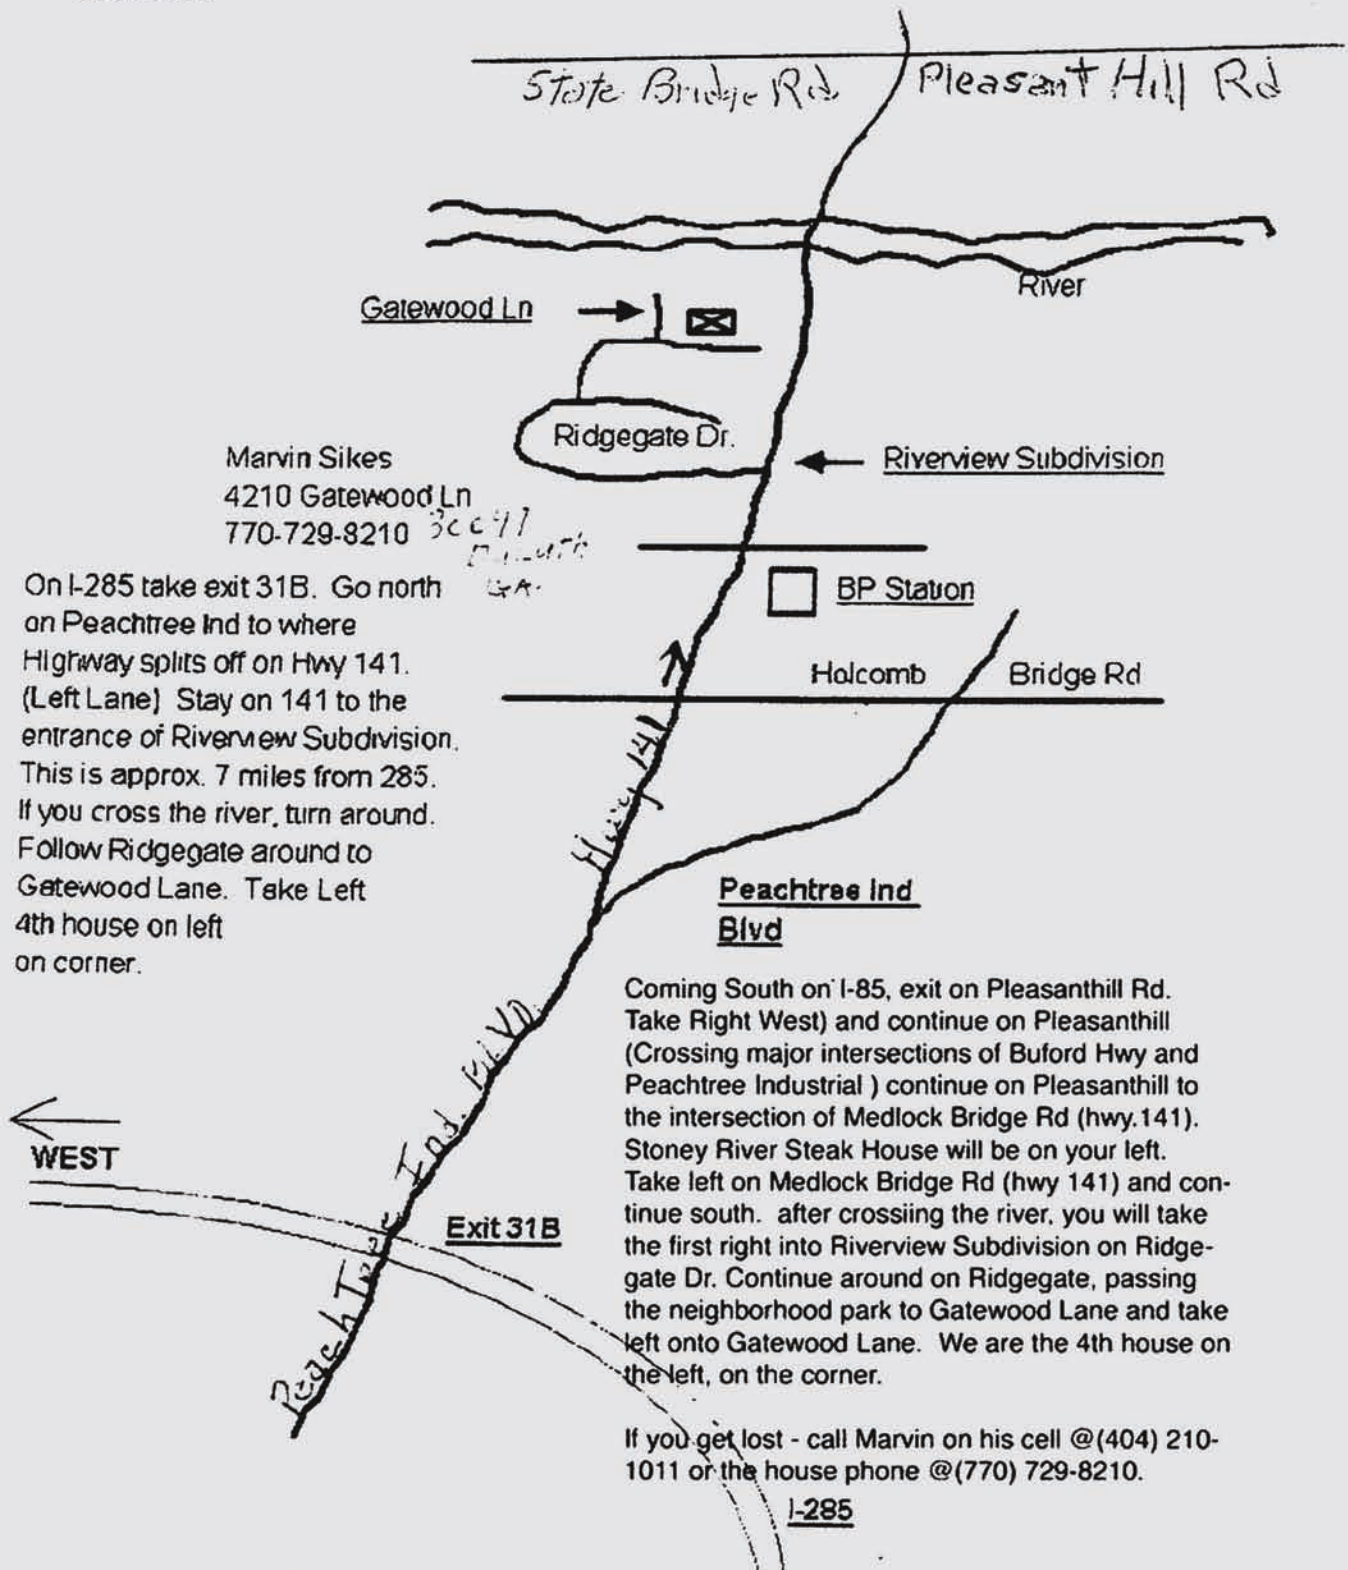 State Bridge Rd. Pleasant Hill Rd
River
Gatewood Ln
Ridgegate Dr.
Riverview Subdivision
Marvin Sikes
4210 Gatewood Ln
770-729-8210
GA.
BP Station
Holcomb Bridge Rd
On I-285 take exit 31B. Go north
on Peachtree Ind to where
Highway splits off on Hwy 141.
(Left Lane) Stay on 141 to the
entrance of Riverview Subdivision.
This is approx. 7 miles from 285.
If you cross the river, turn around.
Follow Ridgegate around to
Gatewood Lane. Take Left
4th house on left
on corner.
Hwy 141
Peachtree Ind
Blvd
Peach Tree Ind. BLVD.
WEST
Exit 31B
Coming South on I-85, exit on Pleasanthill Rd.
Take Right West) and continue on Pleasanthill
(Crossing major intersections of Buford Hwy and
Peachtree Industrial ) continue on Pleasanthill to
the intersection of Medlock Bridge Rd (hwy.141).
Stoney River Steak House will be on your left.
Take left on Medlock Bridge Rd (hwy 141) and con-
tinue south. after crossiing the river, you will take
the first right into Riverview Subdivision on Ridge-
gate Dr. Continue around on Ridgegate, passing
the neighborhood park to Gatewood Lane and take
left onto Gatewood Lane. We are the 4th house on
the left, on the corner.
If you get lost - call Marvin on his cell @(404) 210-
1011 or the house phone @(770) 729-8210.
I-285